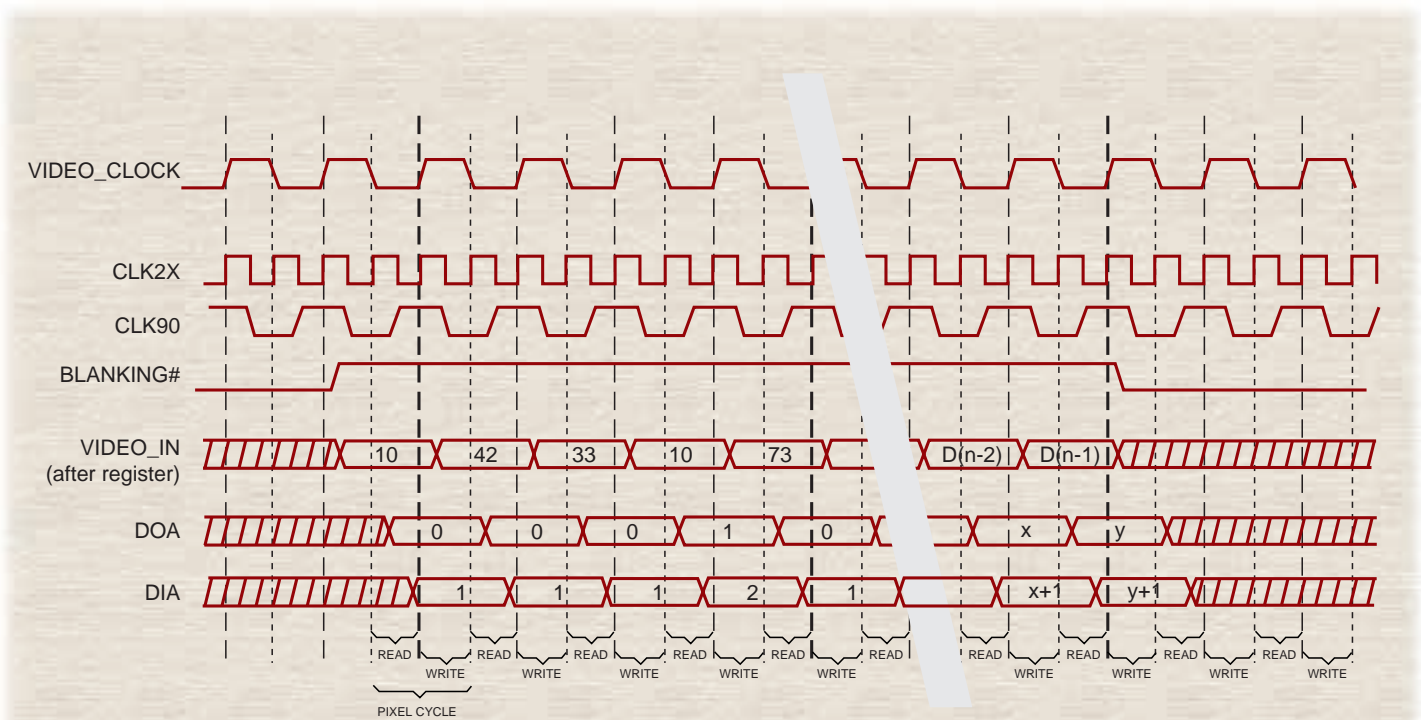 VIDEO_CLOCK
CLK2X
CLK90
BLANKING#
VIDEO_IN
(after register)
10 42 33 10 73 D(n-2) D(n-1)
DOA
0 0 0 1 0 x y
DIA
1 1 1 2 1 x+1 y+1
READ READ READ READ READ READ READ READ READ READ
WRITE WRITE WRITE WRITE WRITE WRITE WRITE WRITE WRITE
PIXEL CYCLE